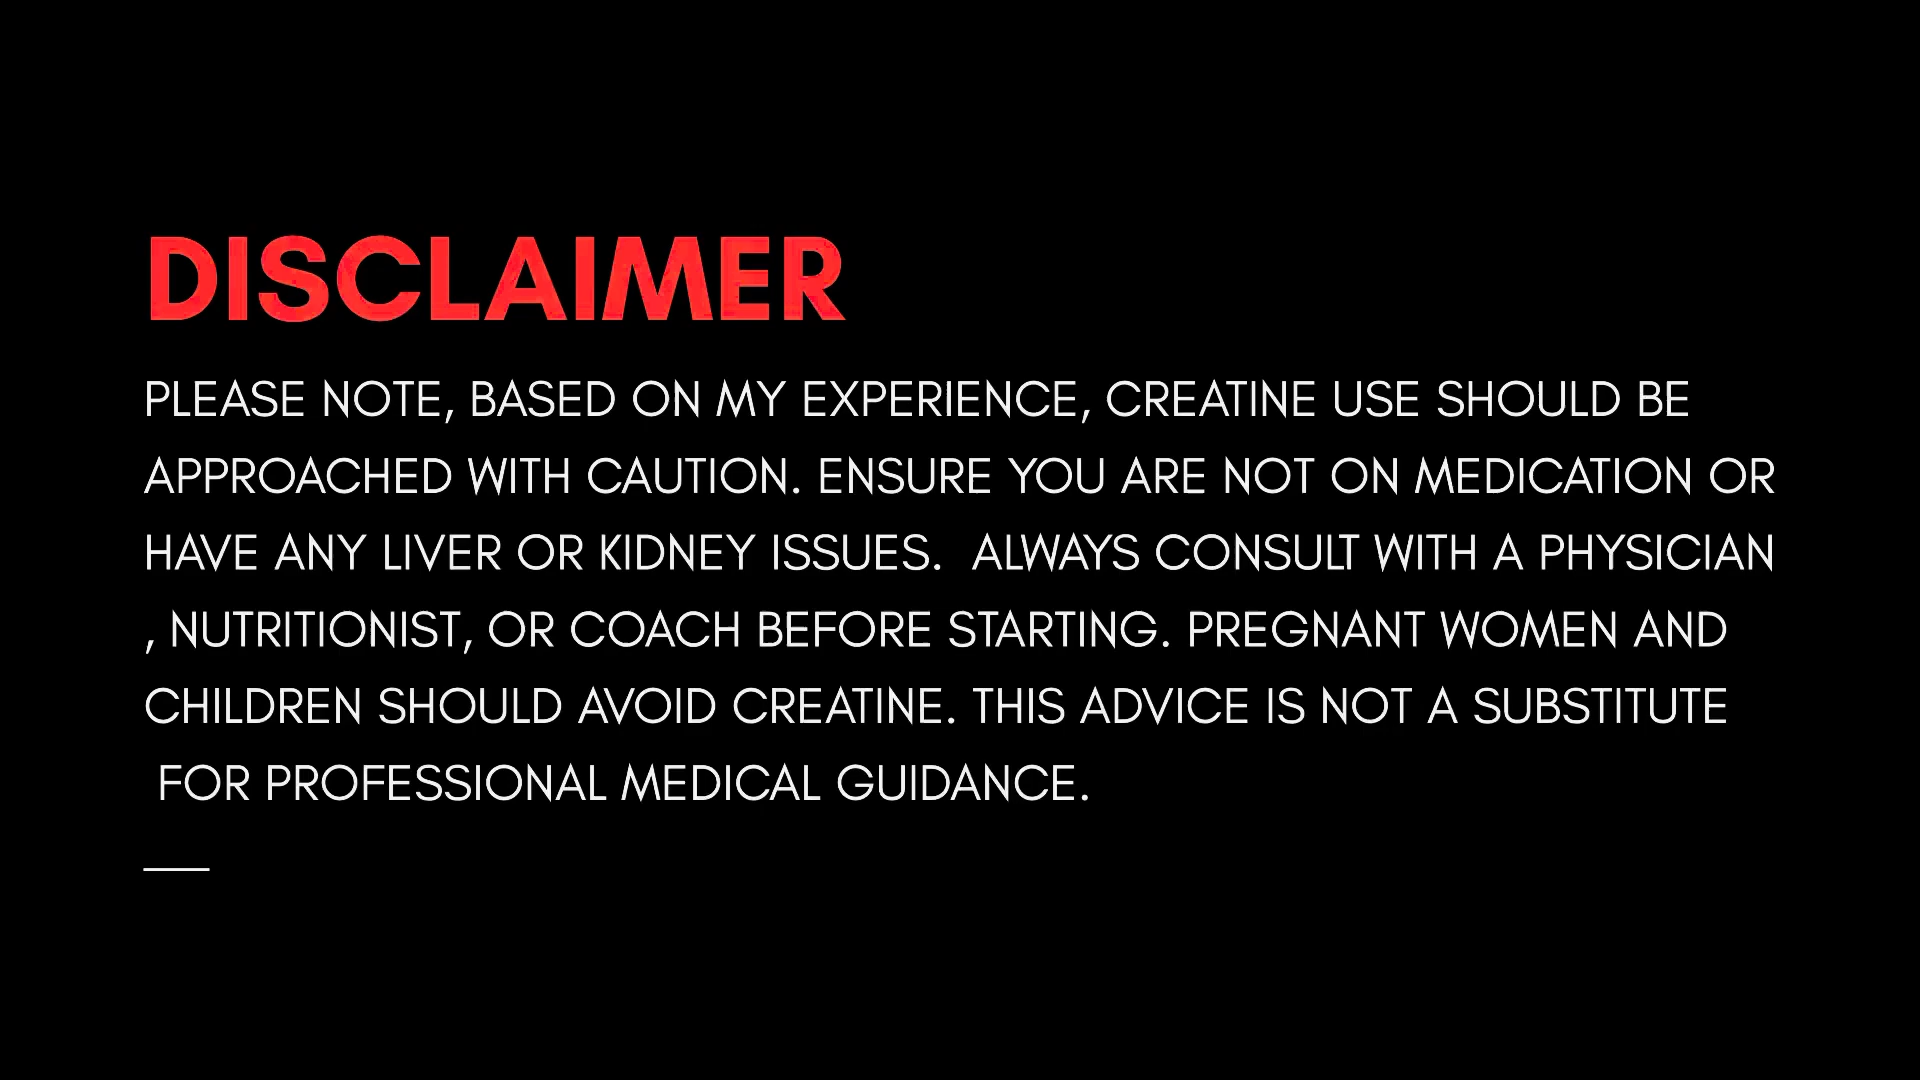 DISCLAIMER
PLEASE NOTE, BASED ON MY EXPERIENCE, CREATINE USE SHOULD BE
APPROACHED WITH CAUTION. ENSURE YOU ARE NOT ON MEDICATION OR
HAVE ANY LIVER OR KIDNEY ISSUES.  ALWAYS CONSULT WITH A PHYSICIAN
, NUTRITIONIST, OR COACH BEFORE STARTING. PREGNANT WOMEN AND
CHILDREN SHOULD AVOID CREATINE. THIS ADVICE IS NOT A SUBSTITUTE
FOR PROFESSIONAL MEDICAL GUIDANCE.